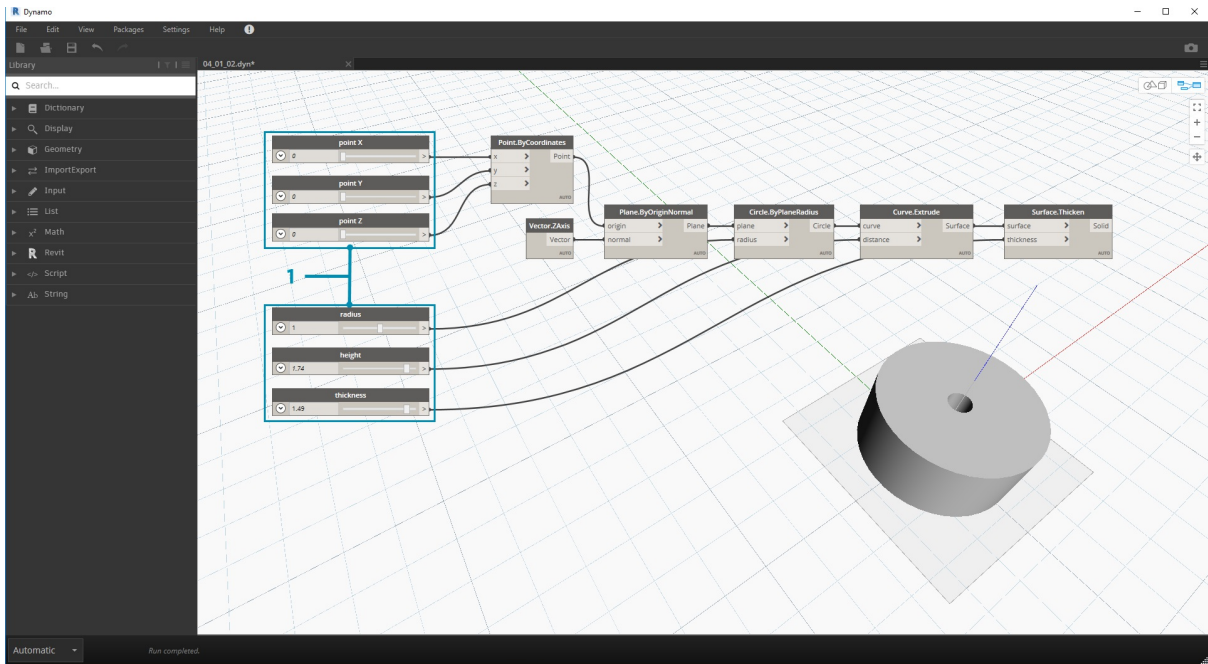 Dynamo
File Edit View Packages Settings Help
Library
04_01_02.dyn*
Search...
Dictionary
Display
Geometry
ImportExport
Input
List
Math
Revit
Script
String
point X
0
point Y
0
point Z
0
1
radius
1
height
1.74
thickness
1.49
Point.ByCoordinates
x > Point
y >
z >
AUTO
Vector.ZAxis
Vector
AUTO
Plane.ByOriginNormal
origin > Plane
normal >
AUTO
Circle.ByPlaneRadius
plane > Circle
radius >
AUTO
Curve.Extrude
curve > Surface
distance >
AUTO
Surface.Thicken
surface > Solid
thickness >
AUTO
Automatic
Run completed.